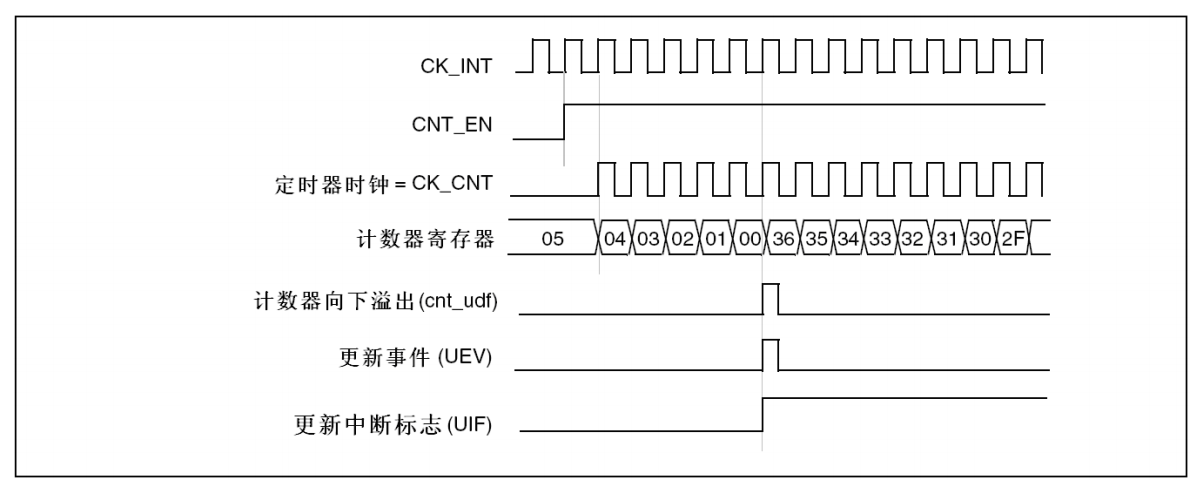 CK_INT
CNT_EN
定时器时钟 = CK_CNT
计数器寄存器 05 04 03 02 01 00 36 35 34 33 32 31 30 2F
计数器向下溢出(cnt_udf)
更新事件 (UEV)
更新中断标志 (UIF)